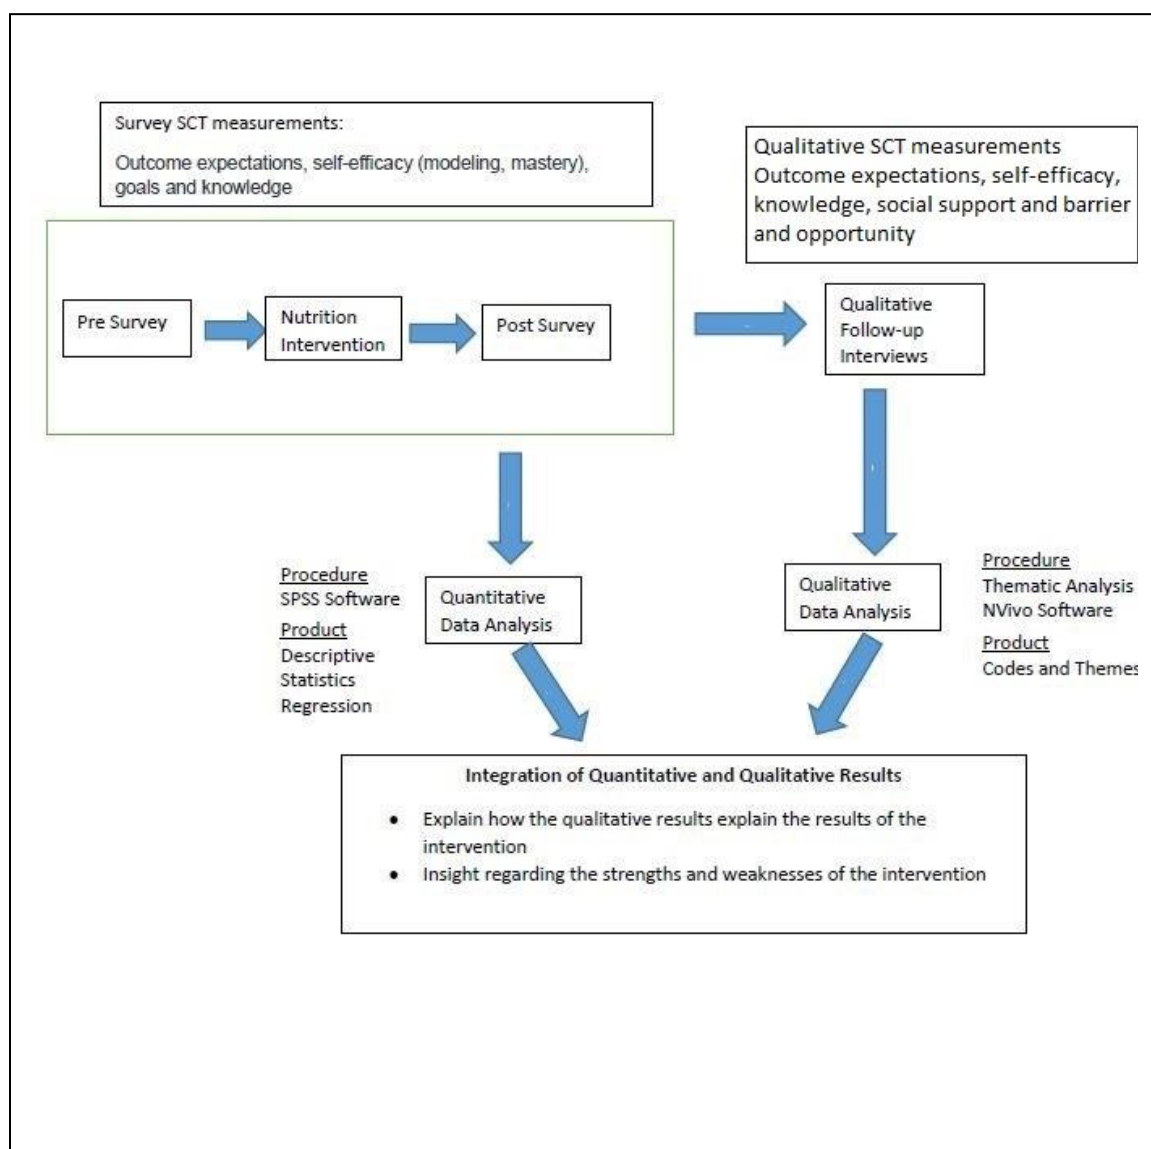 Survey SCT measurements:
Outcome expectations, self-efficacy (modeling, mastery),
goals and knowledge
Qualitative SCT measurements
Outcome expectations, self-efficacy,
knowledge, social support and barrier
and opportunity
Pre Survey
Nutrition
Intervention
Post Survey
Qualitative
Follow-up
Interviews
Procedure
SPSS Software
Product
Descriptive
Statistics
Regression
Quantitative
Data Analysis
Qualitative
Data Analysis
Procedure
Thematic Analysis
NVivo Software
Product
Codes and Themes
Integration of Quantitative and Qualitative Results
• Explain how the qualitative results explain the results of the
intervention
• Insight regarding the strengths and weaknesses of the intervention